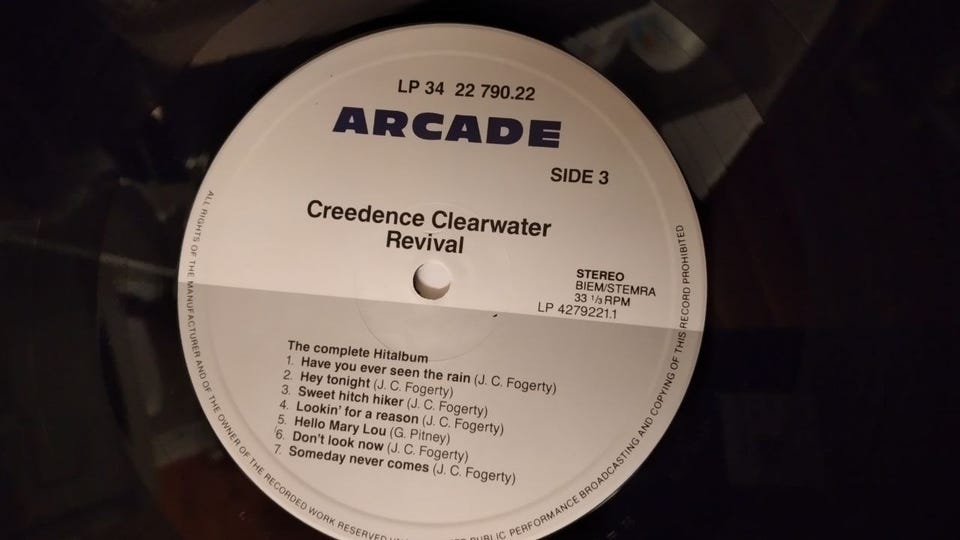 LP 34 22 790.22
ARCADE
SIDE 3
Creedence Clearwater
Revival
STEREO
BIEM/STEMRA
33 1/3 RPM
LP 4279221.1
The complete Hitalbum
1. Have you ever seen the rain (J. C. Fogerty)
2. Hey tonight (J. C. Fogerty)
3. Sweet hitch hiker (J. C. Fogerty)
4. Lookin' for a reason (J. C. Fogerty)
5. Hello Mary Lou (G. Pitney)
6. Don't look now (J. C. Fogerty)
7. Someday never comes (J. C. Fogerty)
ALL RIGHTS OF THE MANUFACTURER AND OF THE OWNER OF THE RECORDED WORK RESERVED PUBLIC PERFORMANCE BROADCASTING AND COPYING OF THIS RECORD PROHIBITED